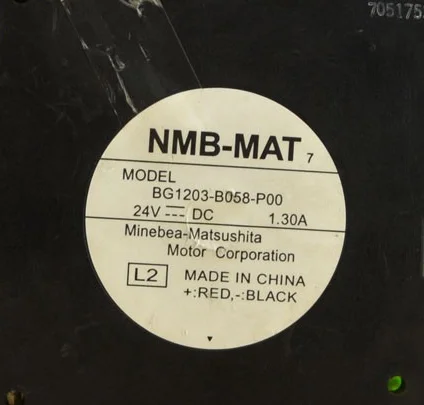 705175
NMB-MAT 7
MODEL
BG1203-B058-P00
24V DC 1.30A
Minebea-Matsushita
Motor Corporation
L2 MADE IN CHINA
+:RED,-:BLACK